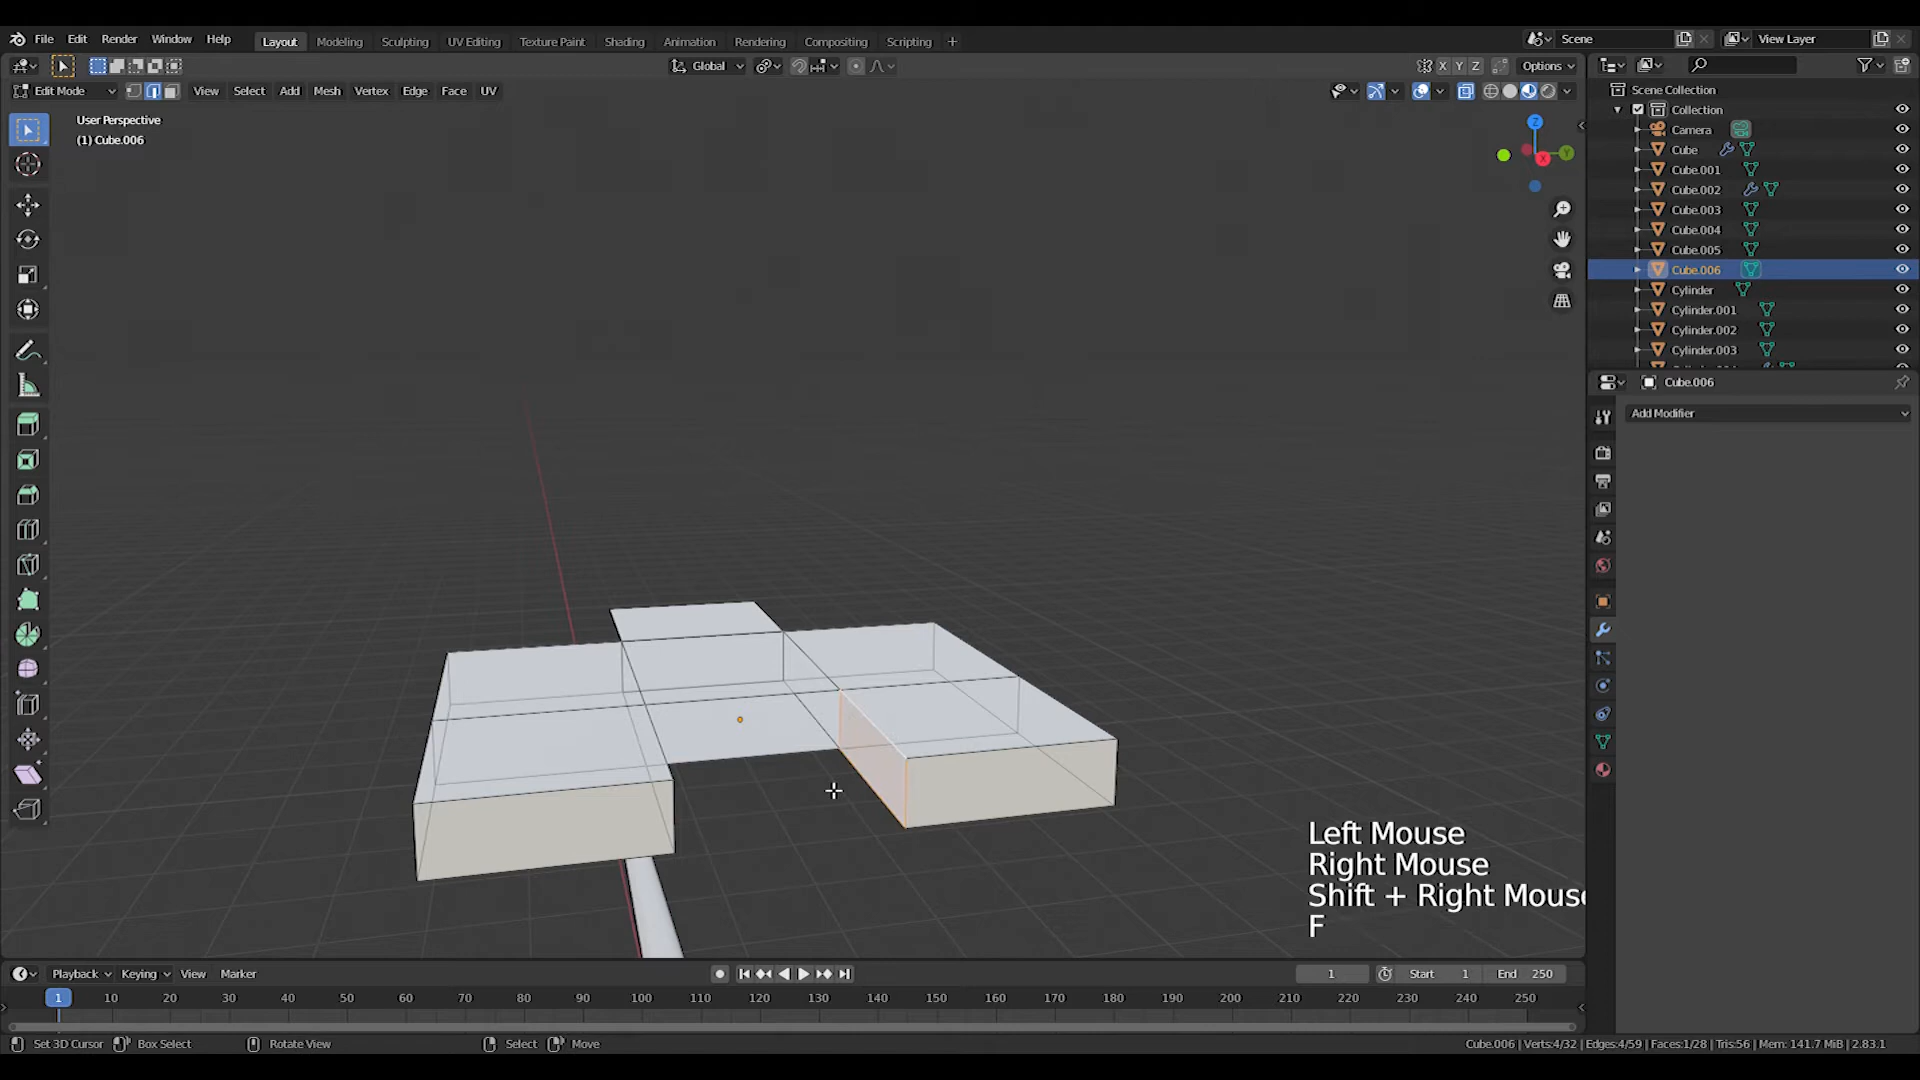 File Edit Render Window Help Layout Modeling Sculpting UV Editing Texture Paint Shading Animation Rendering Compositing Scripting + Scene View Layer
Global X Y Z Options
Edit Mode View Select Add Mesh Vertex Edge Face UV
User Perspective
(1) Cube.006
Z
Y
X
Scene Collection
Collection
Camera
Cube
Cube.001
Cube.002
Cube.003
Cube.004
Cube.005
Cube.006
Cylinder
Cylinder.001
Cylinder.002
Cylinder.003
Cube.006
Add Modifier
Left Mouse
Right Mouse
Shift + Right Mouse
F
Playback Keying View Marker 1 Start 1 End 250
1 10 20 30 40 50 60 70 80 90 100 110 120 130 140 150 160 170 180 190 200 210 220 230 240 250
Set 3D Cursor Box Select Rotate View Select Move Cube.006 | Verts:4/32 | Edges:4/59 | Faces:1/28 | Tris:56 | Mem: 141.7 MiB | 2.83.1